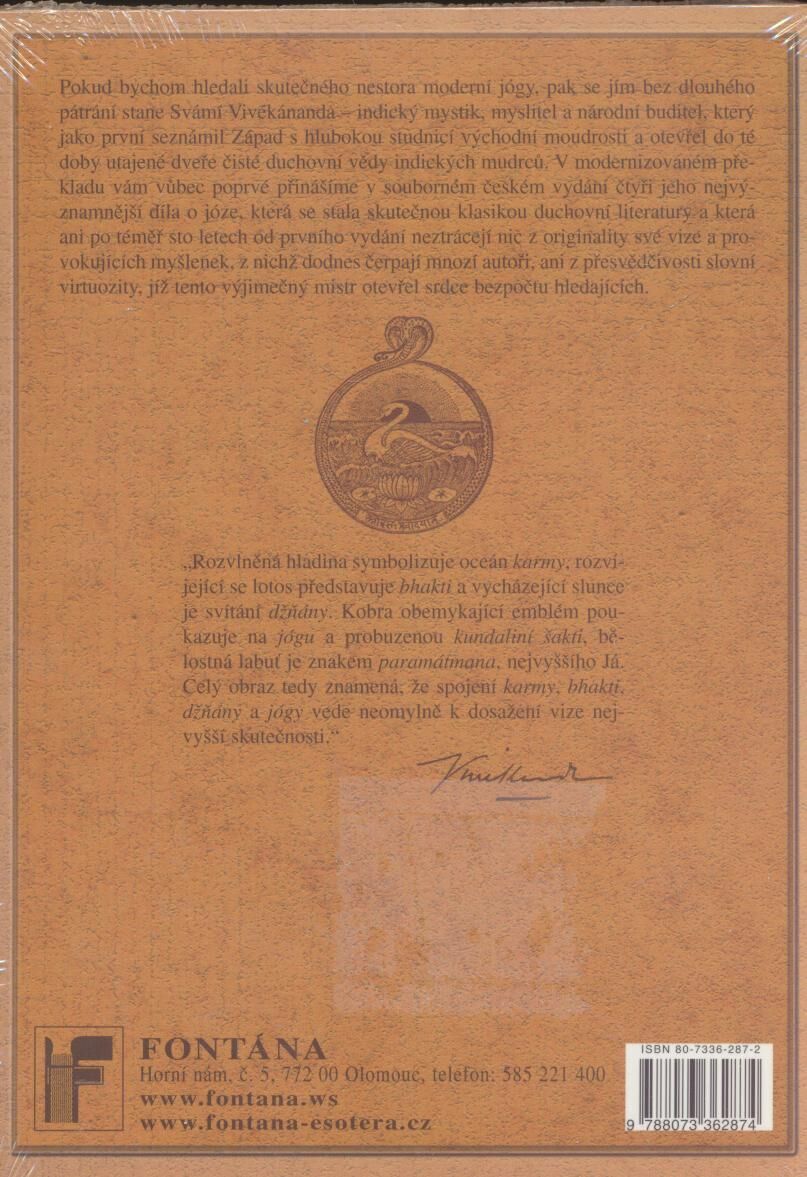 Pokud bychom hledali skutečného nestora moderní jógy, pak se jím bez dlouhého
pátrání stane Svámí Vivékánanda – indický mystik, myslitel a národní buditel, který
jako první seznámil Západ s hlubokou studnicí východní moudrosti a otevřel do té
doby utajené dveře čisté duchovní vědy indických mudrců. V modernizovaném pře-
kladu vám vůbec poprvé přinášíme v souborném českém vydání čtyři jeho nejvý-
znamnější díla o józe, která se stala skutečnou klasikou duchovní literatury a která
ani po téměř sto letech od prvního vydání neztrácejí nic z originality své vize a pro-
vokujících myšlenek, z nichž dodnes čerpají mnozí autoři, ani z přesvědčivosti slovní
virtuozity, jíž tento výjimečný mistr otevřel srdce bezpočtu hledajících.
„Rozvlněná hladina symbolizuje oceán karmy, rozví-
jející se lotos představuje bhakti a vycházející slunce
je svítání džňány. Kobra obemykající emblém pou-
kazuje na jógu a probuzenou kundaliní šakti, bě-
lostná labuť je znakem paramátmana, nejvyššího Já.
Celý obraz tedy znamená, že spojení karmy, bhakti,
džňány a jógy vede neomylně k dosažení vize nej-
vyšší skutečnosti.“
FONTÁNA
Horní nám. č. 5, 772 00 Olomouc, telefon: 585 221 400
www.fontana.ws
www.fontana-esotera.cz
ISBN 80-7336-287-2
9 788073 362874